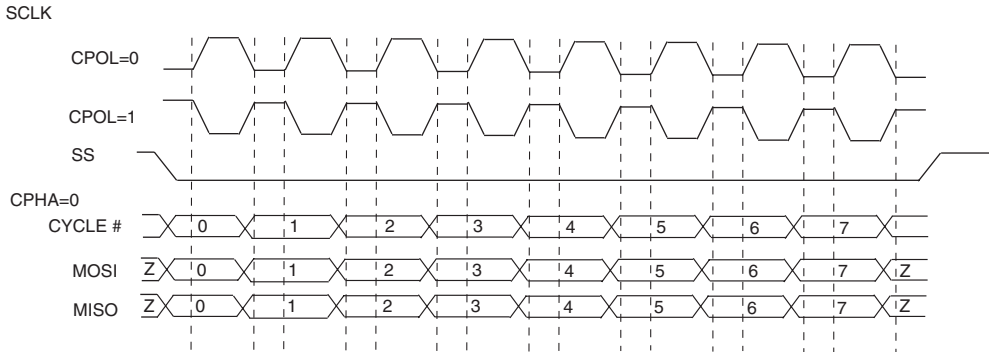 SCLK
CPOL=0
CPOL=1
SS
CPHA=0
CYCLE # 0 1 2 3 4 5 6 7
MOSI Z 0 1 2 3 4 5 6 7 Z
MISO Z 0 1 2 3 4 5 6 7 Z